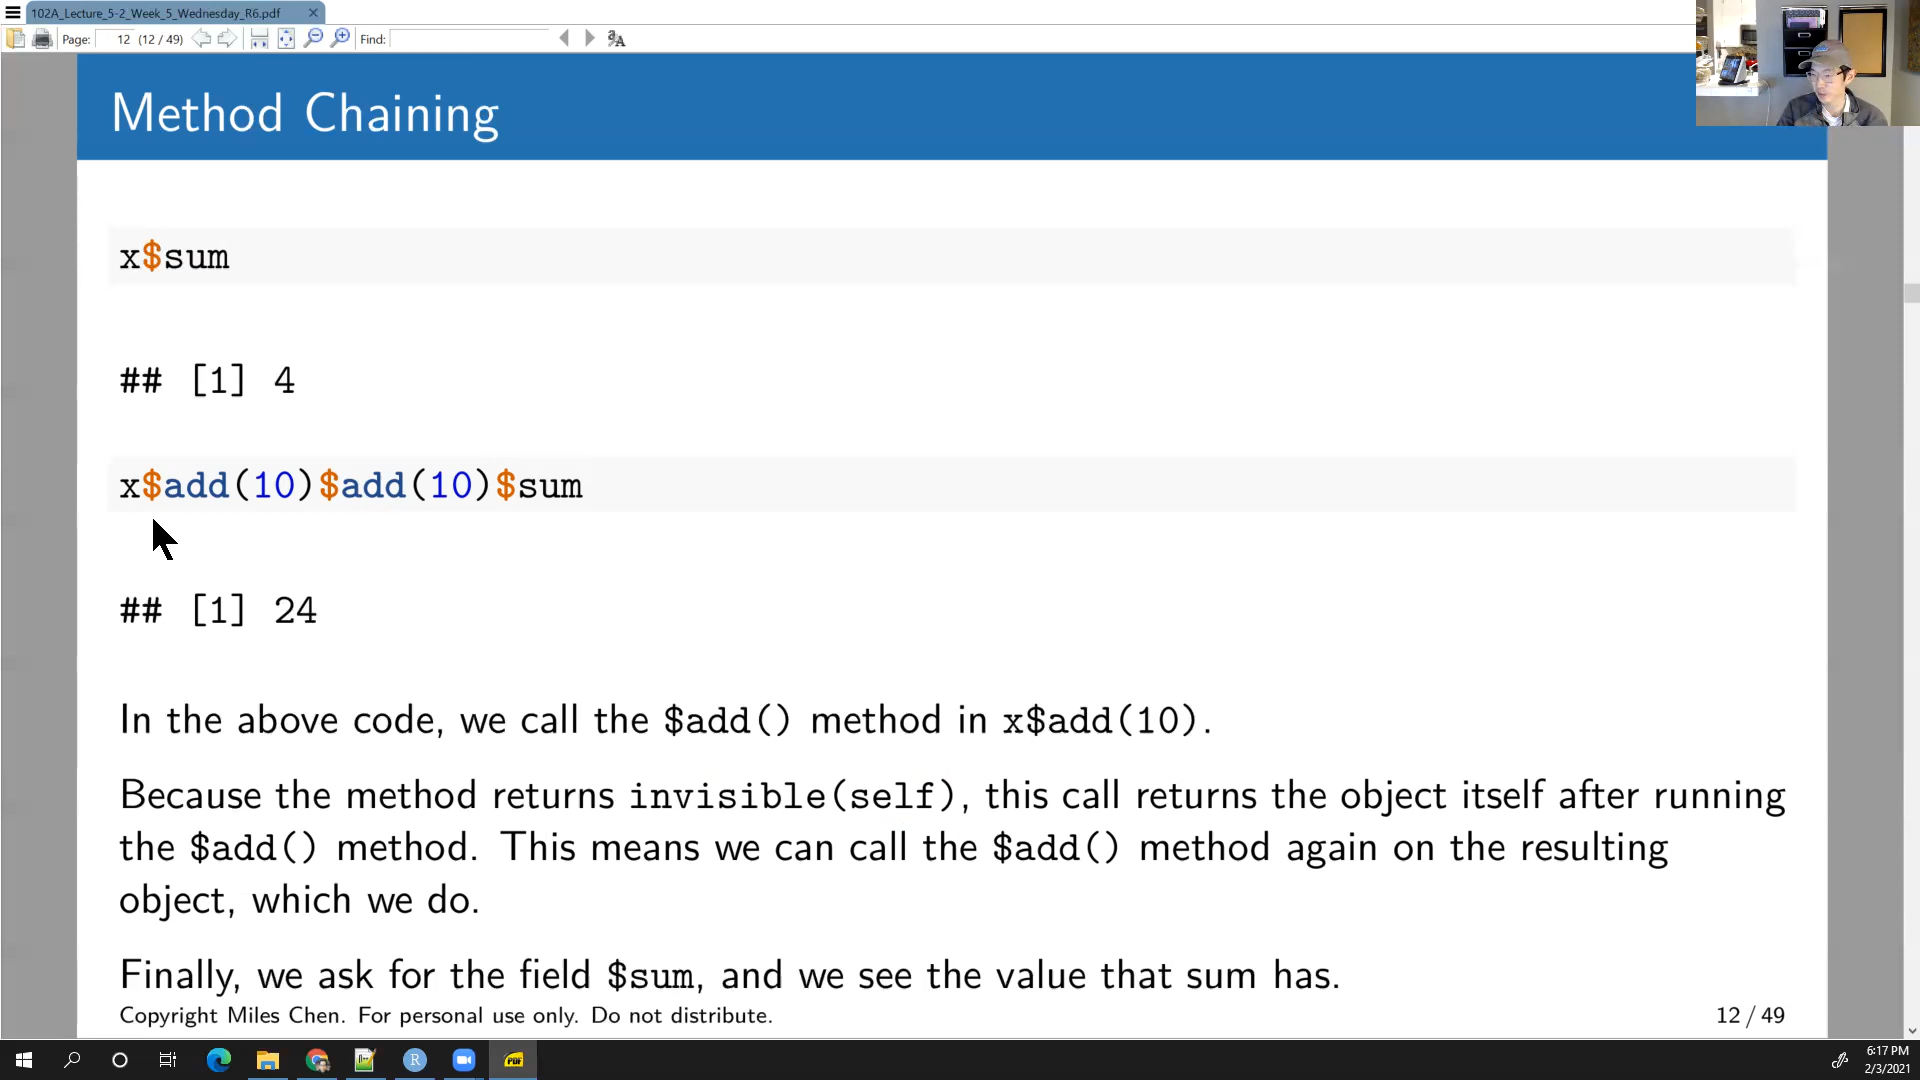 102A_Lecture_5-2_Week_5_Wednesday_R6.pdf
Page: 12 (12 / 49) Find:
Method Chaining
x$sum
## [1] 4
x$add(10)$add(10)$sum
## [1] 24
In the above code, we call the $add() method in x$add(10).
Because the method returns invisible(self), this call returns the object itself after running
the $add() method. This means we can call the $add() method again on the resulting
object, which we do.
Finally, we ask for the field $sum, and we see the value that sum has.
Copyright Miles Chen. For personal use only. Do not distribute.
12 / 49
6:17 PM
2/3/2021